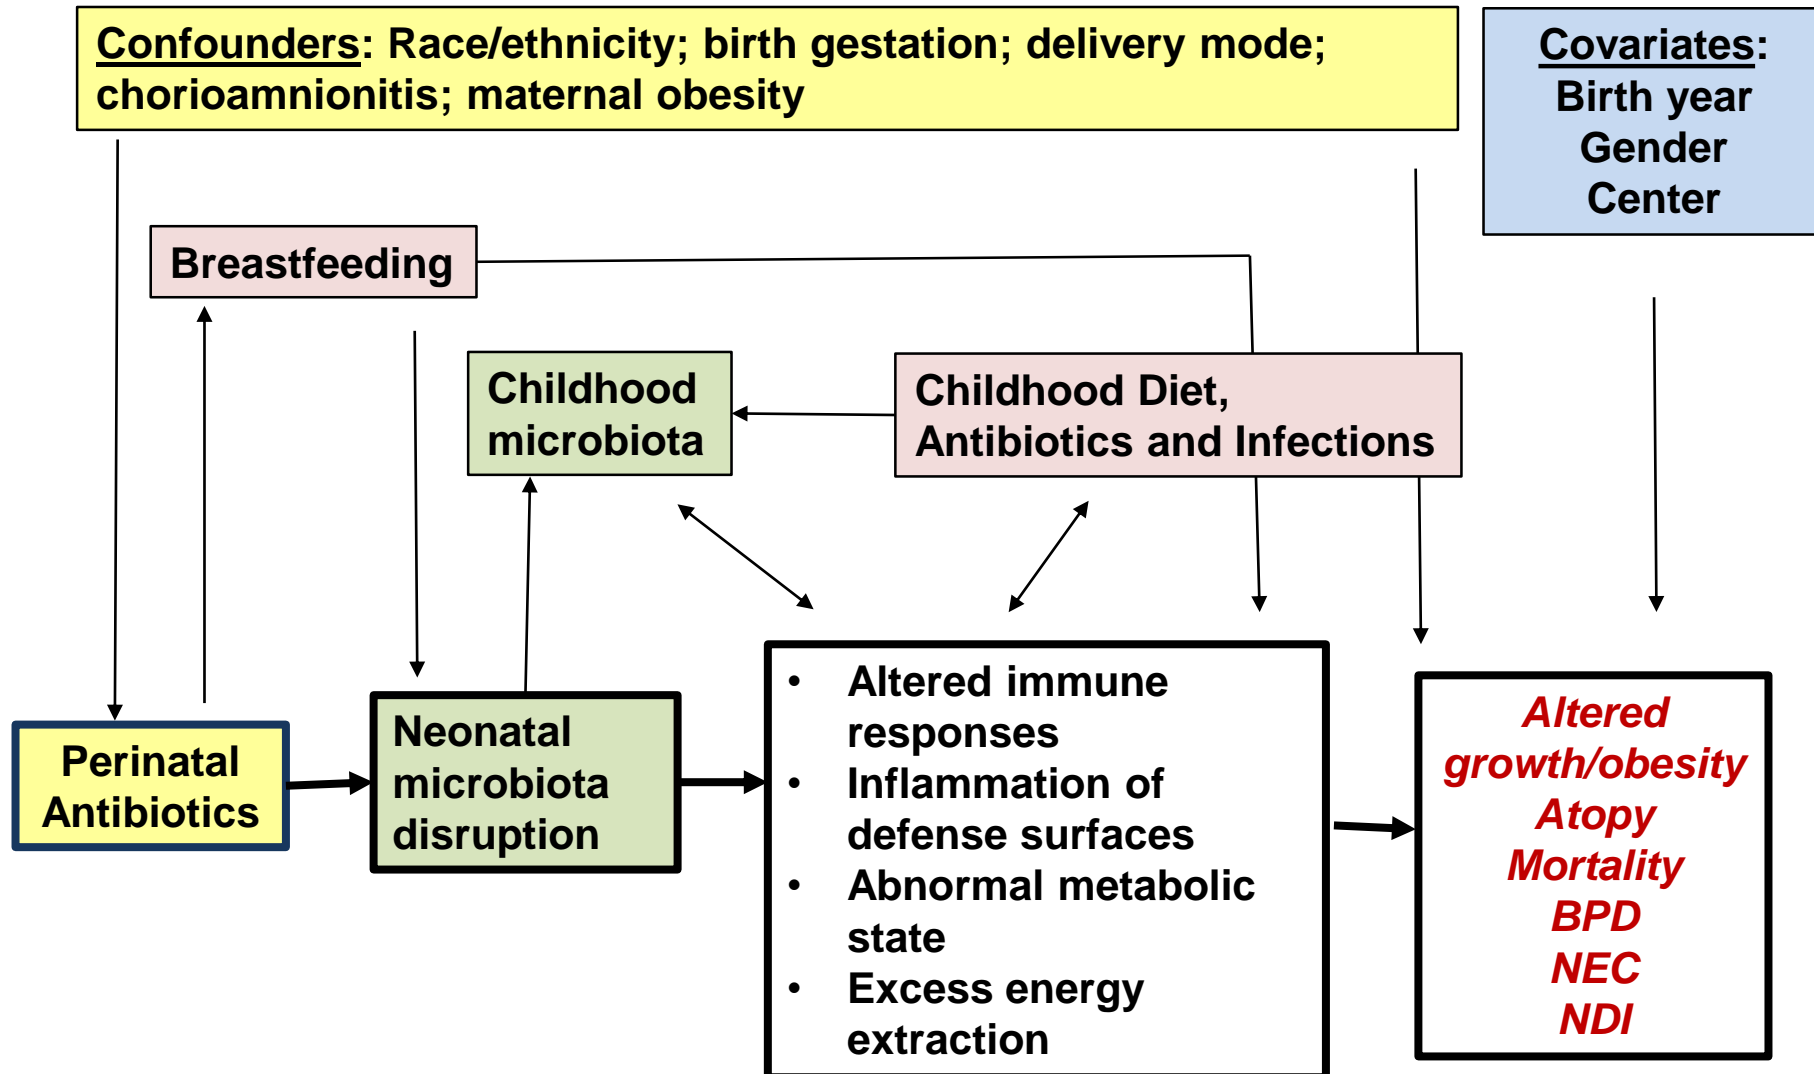 Confounders: Race/ethnicity; birth gestation; delivery mode;
chorioamnionitis; maternal obesity
Covariates:
Birth year
Gender
Center
Breastfeeding
Childhood
microbiota
Childhood Diet,
Antibiotics and Infections
Perinatal
Antibiotics
Neonatal
microbiota
disruption
• Altered immune
responses
• Inflammation of
defense surfaces
• Abnormal metabolic
state
• Excess energy
extraction
Altered
growth/obesity
Atopy
Mortality
BPD
NEC
NDI